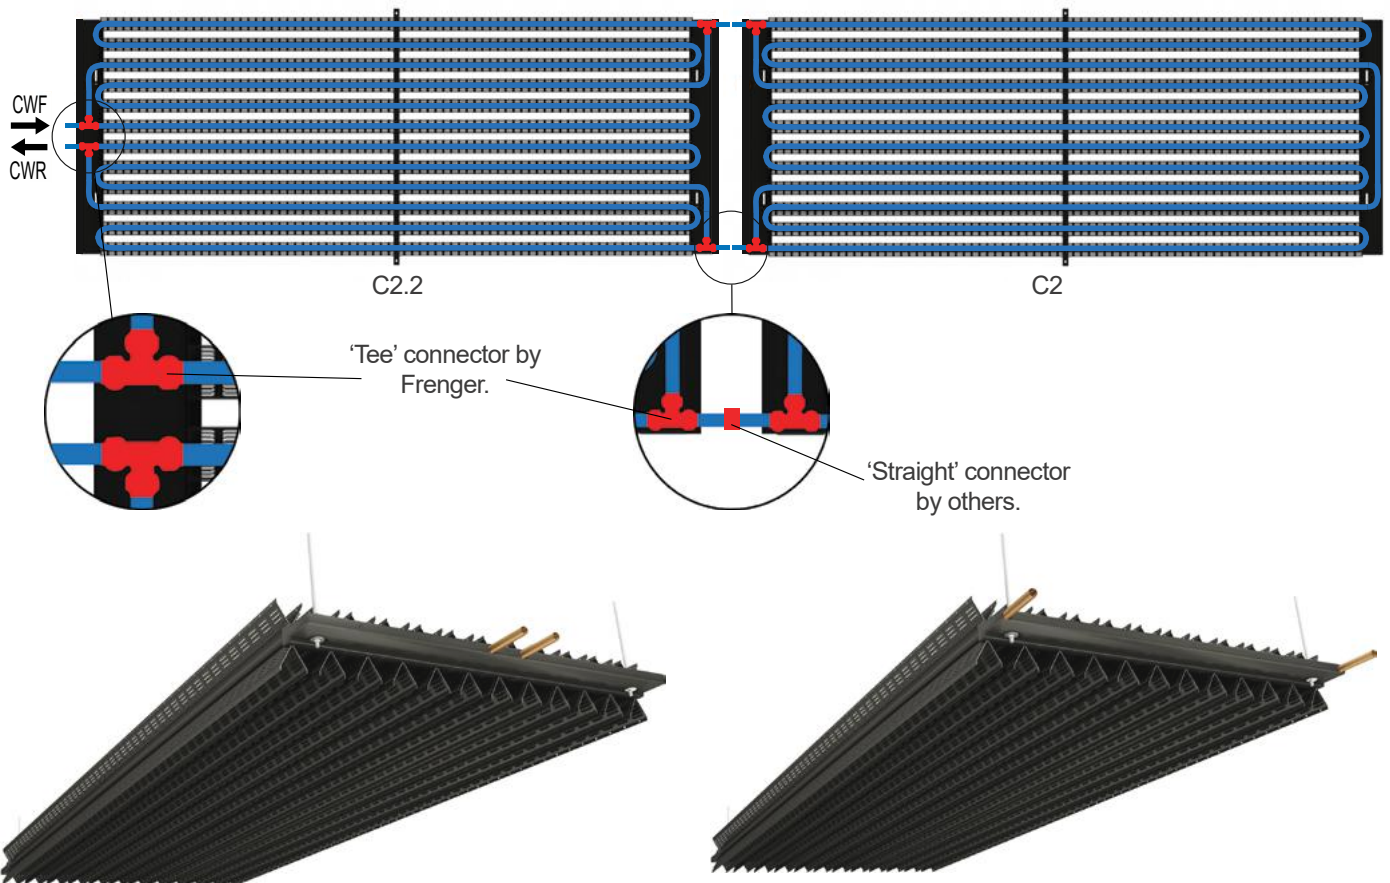 CWF
CWR
C2.2
C2
‘Tee’ connector by
Frenger.
‘Straight’ connector
by others.